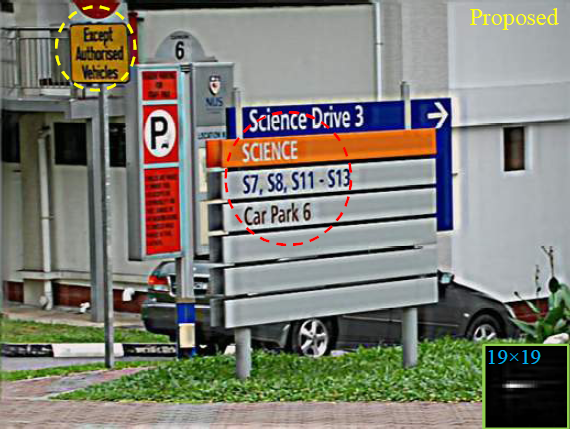 Proposed
Except
Authorised
Vehicles
6
NUS
P
Science Drive 3
SCIENCE
S7, S8, S11 - S13
Car Park 6
19×19